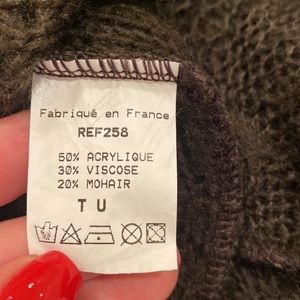 Fabriqué en France
REF258
50% ACRYLIQUE
30% VISCOSE
20% MOHAIR
T U